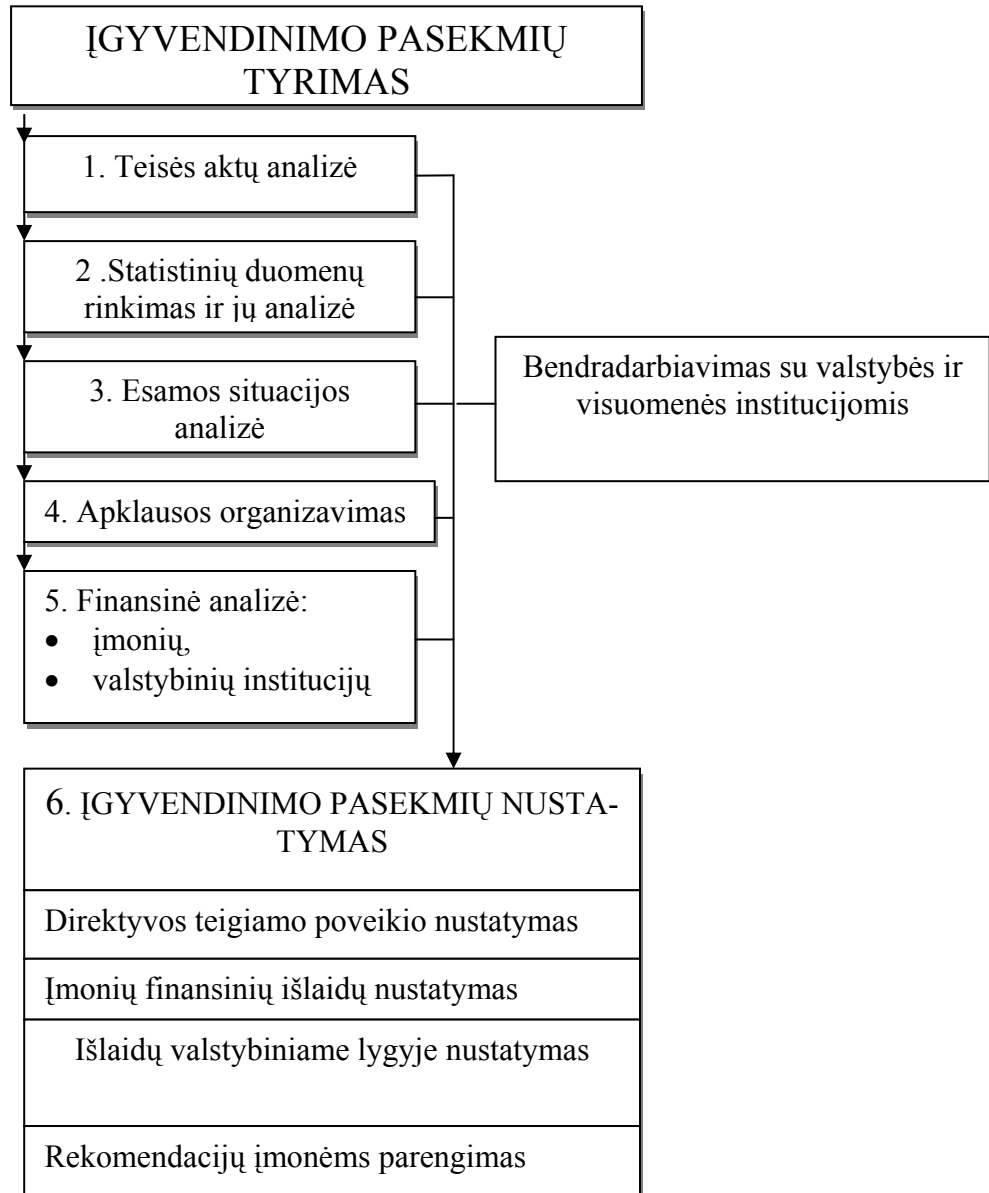 ĮGYVENDINIMO PASEKMIŲ
TYRIMAS
1. Teisės aktų analizė
2 .Statistinių duomenų
rinkimas ir jų analizė
3. Esamos situacijos
analizė
Bendradarbiavimas su valstybės ir
visuomenės institucijomis
4. Apklausos organizavimas
5. Finansinė analizė:
• įmonių,
• valstybinių institucijų
6. ĮGYVENDINIMO PASEKMIŲ NUSTA-
TYMAS
Direktyvos teigiamo poveikio nustatymas
Įmonių finansinių išlaidų nustatymas
Išlaidų valstybiniame lygyje nustatymas
Rekomendacijų įmonėms parengimas